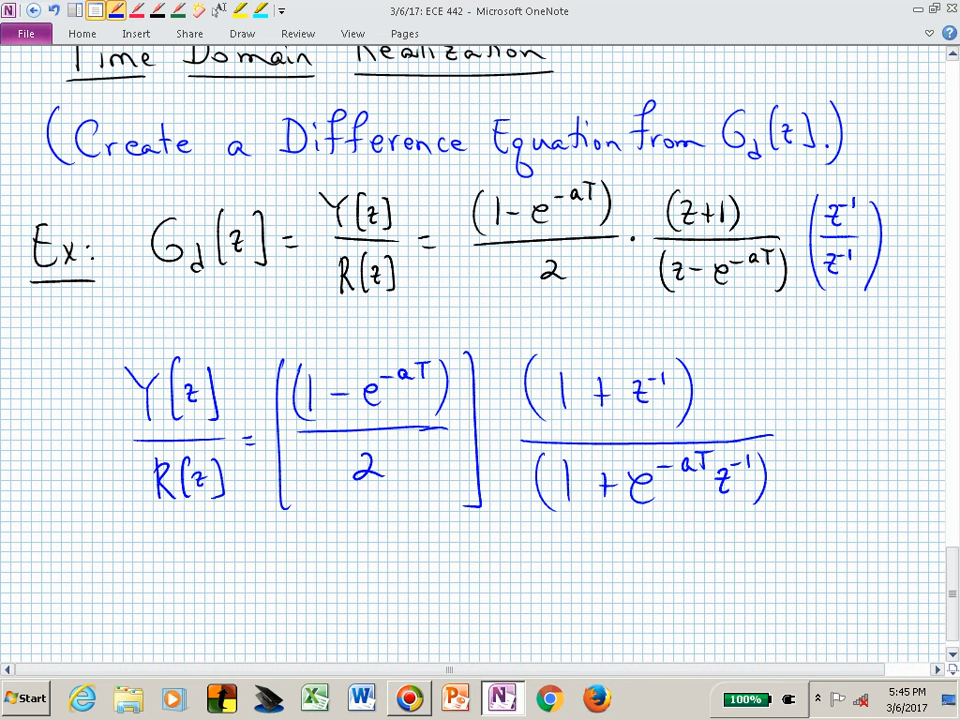 3/6/17: ECE 442 - Microsoft OneNote
File Home Insert Share Draw Review View Pages
Time Domain Realization
(Create a Difference Equation from G_d[z].)
Ex: G_d[z] = Y[z]/R[z] = (1 - e^{-aT})/2 · (z+1)/(z - e^{-aT}) (z^{-1}/z^{-1})
Y[z]/R[z] = [(1 - e^{-aT})/2] (1 + z^{-1})/(1 + e^{-aT} z^{-1})
Start 100% 5:45 PM
3/6/2017